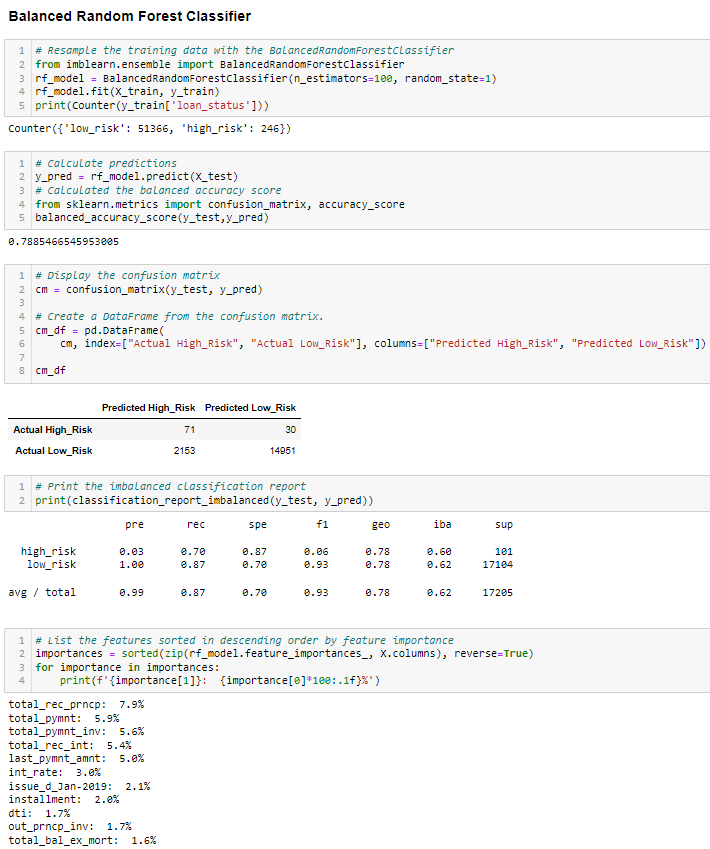 Balanced Random Forest Classifier
1 # Resample the training data with the BalancedRandomForestClassifier
2 from imblearn.ensemble import BalancedRandomForestClassifier
3 rf_model = BalancedRandomForestClassifier(n_estimators=100, random_state=1)
4 rf_model.fit(X_train, y_train)
5 print(Counter(y_train['loan_status']))
Counter({'low_risk': 51366, 'high_risk': 246})
1 # Calculate predictions
2 y_pred = rf_model.predict(X_test)
3 # Calculated the balanced accuracy score
4 from sklearn.metrics import confusion_matrix, accuracy_score
5 balanced_accuracy_score(y_test,y_pred)
0.7885466545953005
1 # Display the confusion matrix
2 cm = confusion_matrix(y_test, y_pred)
3
4 # Create a DataFrame from the confusion matrix.
5 cm_df = pd.DataFrame(
6 cm, index=["Actual High_Risk", "Actual Low_Risk"], columns=["Predicted High_Risk", "Predicted Low_Risk"])
7
8 cm_df
Predicted High_Risk Predicted Low_Risk
Actual High_Risk 71 30
Actual Low_Risk 2153 14951
1 # Print the imbalanced classification report
2 print(classification_report_imbalanced(y_test, y_pred))
pre rec spe f1 geo iba sup
high_risk 0.03 0.70 0.87 0.06 0.78 0.60 101
low_risk 1.00 0.87 0.70 0.93 0.78 0.62 17104
avg / total 0.99 0.87 0.70 0.93 0.78 0.62 17205
1 # List the features sorted in descending order by feature importance
2 importances = sorted(zip(rf_model.feature_importances_, X.columns), reverse=True)
3 for importance in importances:
4 print(f'{importance[1]}: {importance[0]*100:.1f}%')
total_rec_prncp: 7.9%
total_pymnt: 5.9%
total_pymnt_inv: 5.6%
total_rec_int: 5.4%
last_pymnt_amnt: 5.0%
int_rate: 3.0%
issue_d_Jan-2019: 2.1%
installment: 2.0%
dti: 1.7%
out_prncp_inv: 1.7%
total_bal_ex_mort: 1.6%